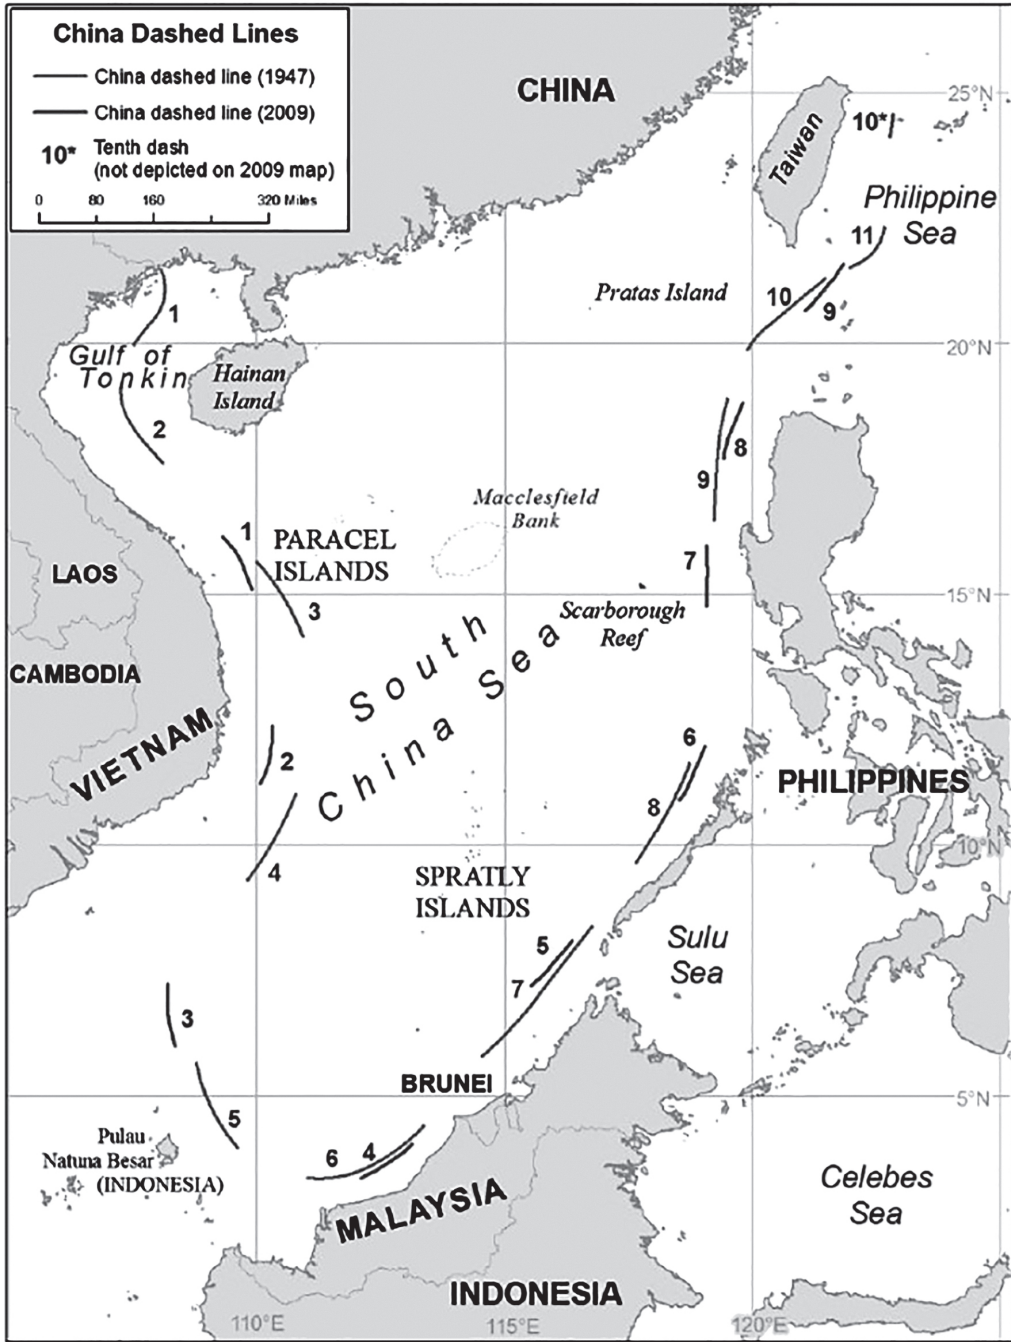 China Dashed Lines
China dashed line (1947)
China dashed line (2009)
10* Tenth dash
(not depicted on 2009 map)
0 80 160 320 Miles
CHINA
25°N
Taiwan
10*
Philippine
Sea
11
Pratas Island
10
9
1
20°N
Gulf of
Tonkin
Hainan
Island
2
8
9
Macclesfield
Bank
1
PARACEL
ISLANDS
7
LAOS
15°N
3
Scarborough
Reef
South
China Sea
CAMBODIA
VIETNAM
2
6
PHILIPPINES
8
10°N
4
SPRATLY
ISLANDS
Sulu
Sea
5
7
3
BRUNEI
5°N
5
Pulau
Natuna Besar
(INDONESIA)
6
4
MALAYSIA
Celebes
Sea
INDONESIA
110°E
115°E
120°E